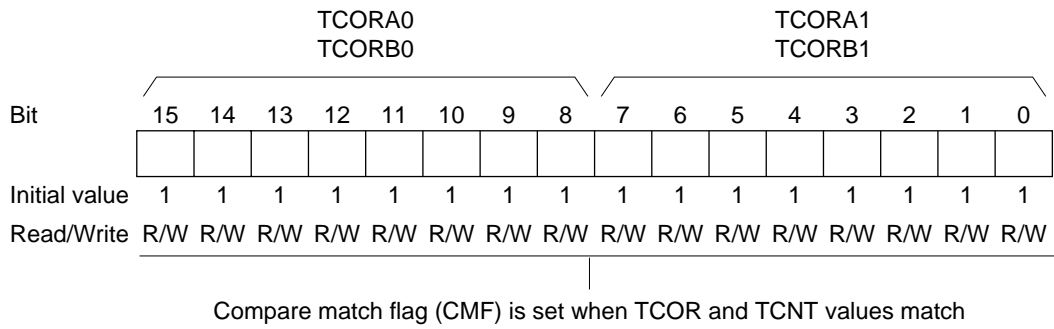 TCORA0 TCORA1
TCORB0 TCORB1
Bit 15 14 13 12 11 10 9 8 7 6 5 4 3 2 1 0
Initial value 1 1 1 1 1 1 1 1 1 1 1 1 1 1 1 1
Read/Write R/W R/W R/W R/W R/W R/W R/W R/W R/W R/W R/W R/W R/W R/W R/W R/W
Compare match flag (CMF) is set when TCOR and TCNT values match